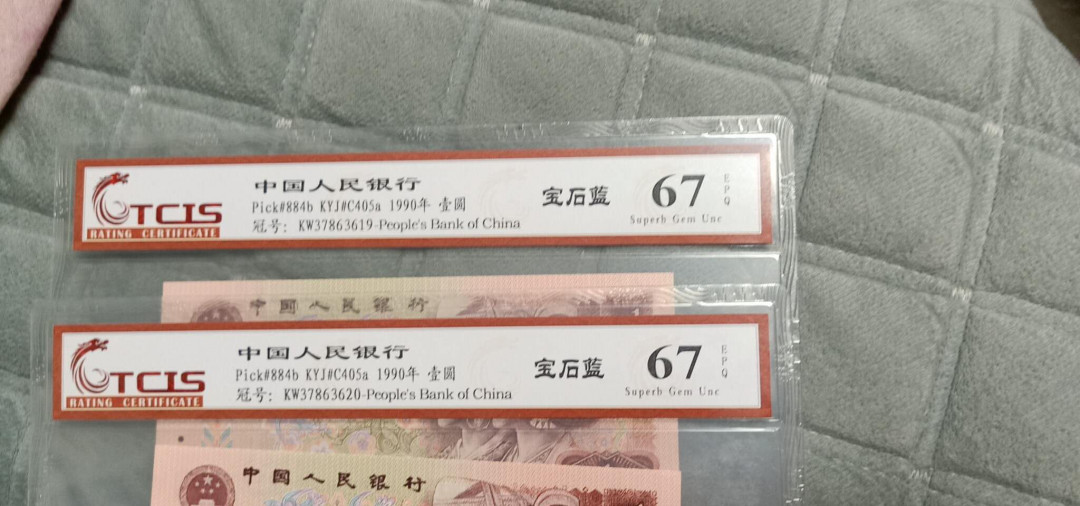 TCIS
RATING CERTIFICATE
中国人民银行
Pick#884b KYJ#C405a 1990年 壹圆
冠号: KW37863619-People's Bank of China
宝石蓝
67
EPQ
Superb Gem Unc
中国人民银行
TCIS
RATING CERTIFICATE
中国人民银行
Pick#884b KYJ#C405a 1990年 壹圆
冠号: KW37863620-People's Bank of China
宝石蓝
67
EPQ
Superb Gem Unc
中国人民银行